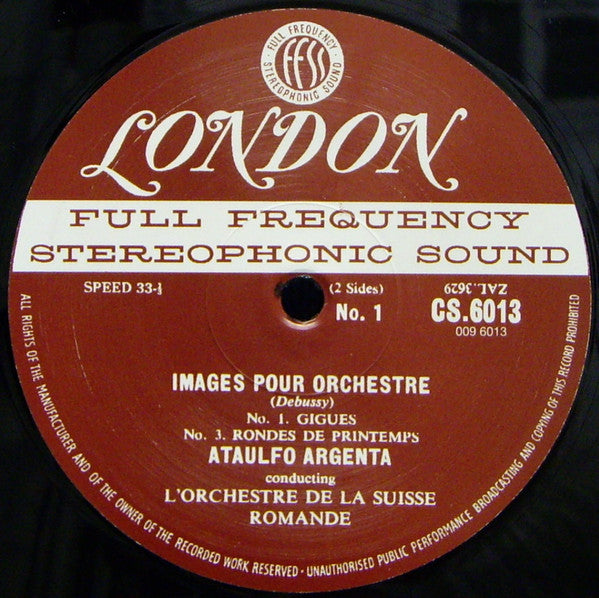 FULL FREQUENCY
STEREOPHONIC SOUND
FFSS
LONDON
FULL FREQUENCY
STEREOPHONIC SOUND
SPEED 33-⅓
(2 Sides)
ZAL..3629
No. 1
CS.6013
009 6013
IMAGES POUR ORCHESTRE
(Debussy)
No. 1. GIGUES
No. 3. RONDES DE PRINTEMPS
ATAULFO ARGENTA
conducting
L'ORCHESTRE DE LA SUISSE
ROMANDE
ALL RIGHTS OF THE MANUFACTURER AND OF THE OWNER OF THE RECORDED WORK RESERVED · UNAUTHORISED PUBLIC PERFORMANCE BROADCASTING AND COPYING OF THIS RECORD PROHIBITED